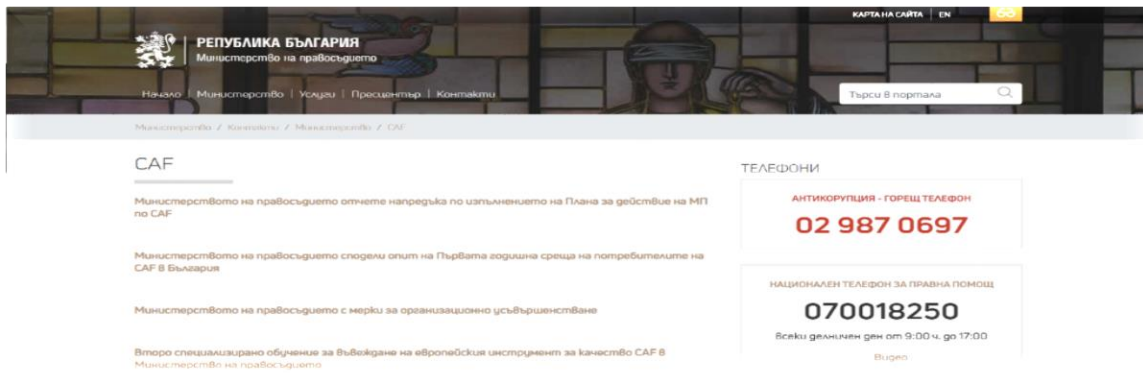 КАРТА НА САЙТА | EN
РЕПУБЛИКА БЪЛГАРИЯ
Министерство на правосъдието
Начало | Министерство | Услуги | Пресцентър | Контакти
Търси в портала
Министерство / Контакти / Министерство / CAF
CAF
Министерството на правосъдието отчете напредъка по изпълнението на Плана за действие на МП
по CAF
Министерството на правосъдието сподели опит на Първата годишна среща на потребителите на
CAF в България
Министерството на правосъдието с мерки за организационно усъвършенстване
Второ специализирано обучение за въвеждане на европейския инструмент за качество CAF в
Министерство на правосъдието
ТЕЛЕФОНИ
АНТИКОРУПЦИЯ - ГОРЕЩ ТЕЛЕФОН
02 987 0697
НАЦИОНАЛЕН ТЕЛЕФОН ЗА ПРАВНА ПОМОЩ
070018250
Всеки делничен ден от 9:00 ч. до 17:00
Видео